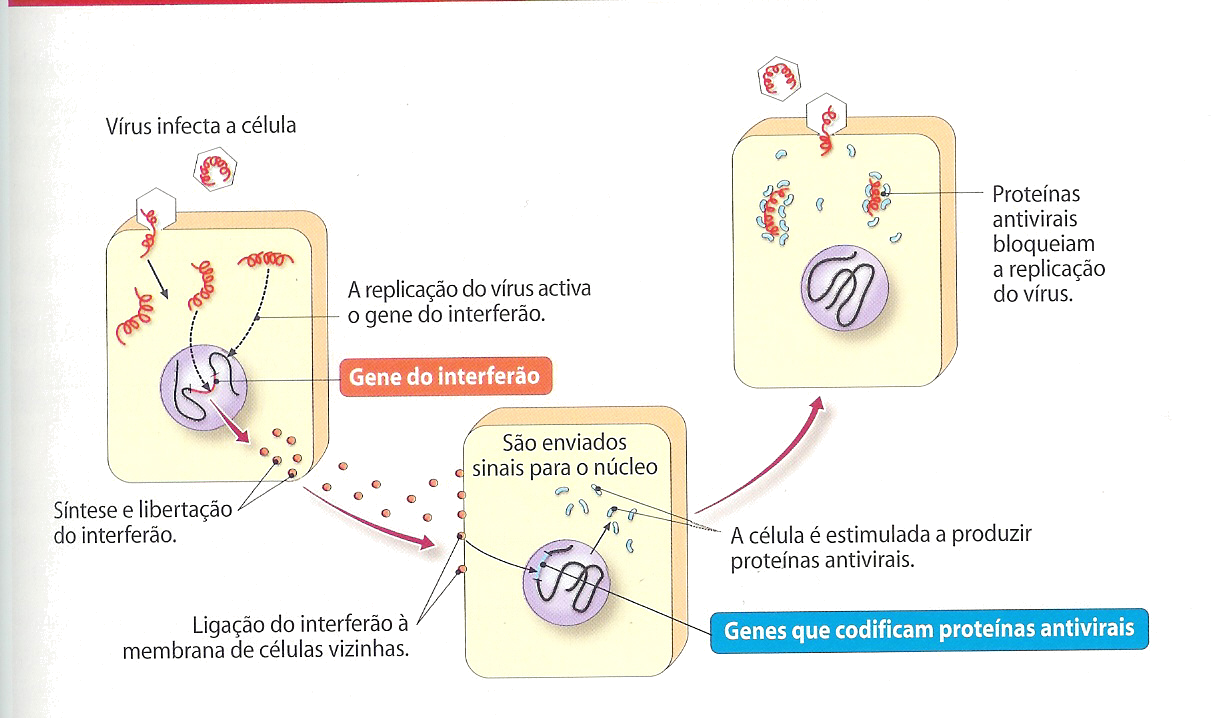 Vírus infecta a célula
A replicação do vírus activa
o gene do interferão.
Gene do interferão
Síntese e libertação
do interferão.
Ligação do interferão à
membrana de células vizinhas.
São enviados
sinais para o núcleo
A célula é estimulada a produzir
proteínas antivirais.
Genes que codificam proteínas antivirais
Proteínas
antivirais
bloqueiam
a replicação
do vírus.